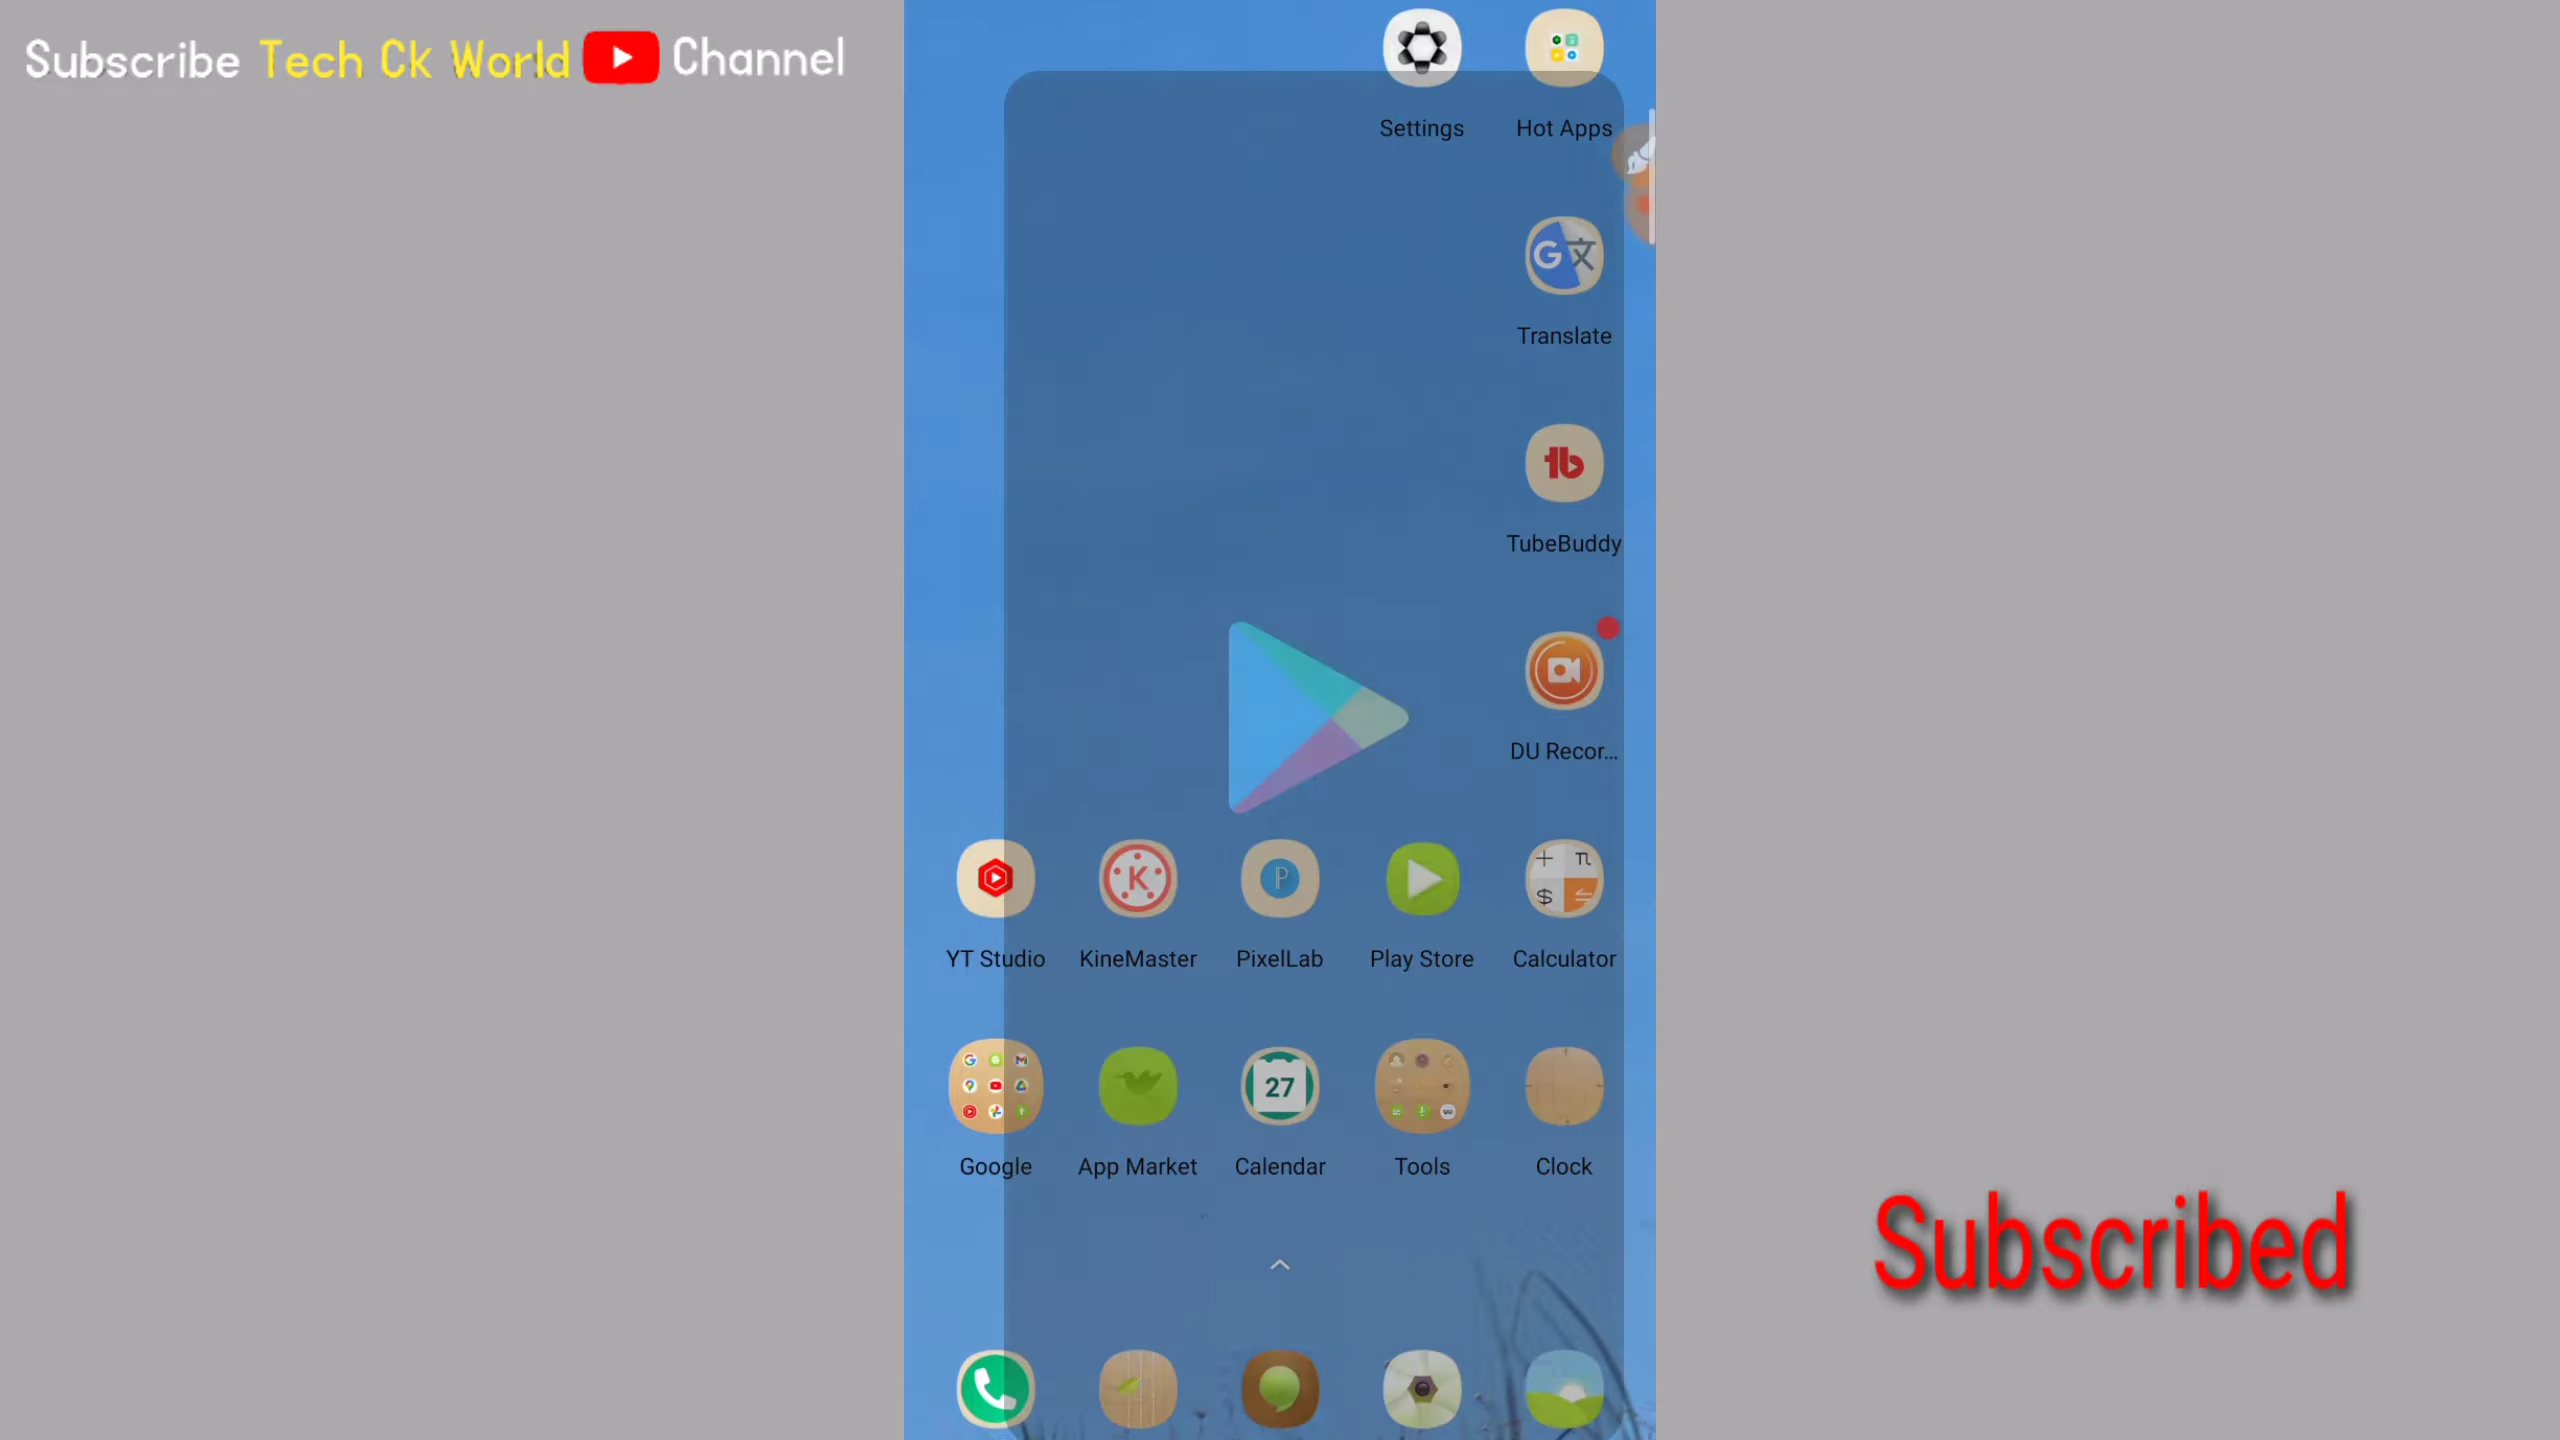 Subscribe Tech Ck World Channel
Settings
Hot Apps
Translate
TubeBuddy
DU Recor...
YT Studio
KineMaster
PixelLab
Play Store
Calculator
27
Google
App Market
Calendar
Tools
Clock
Subscribed